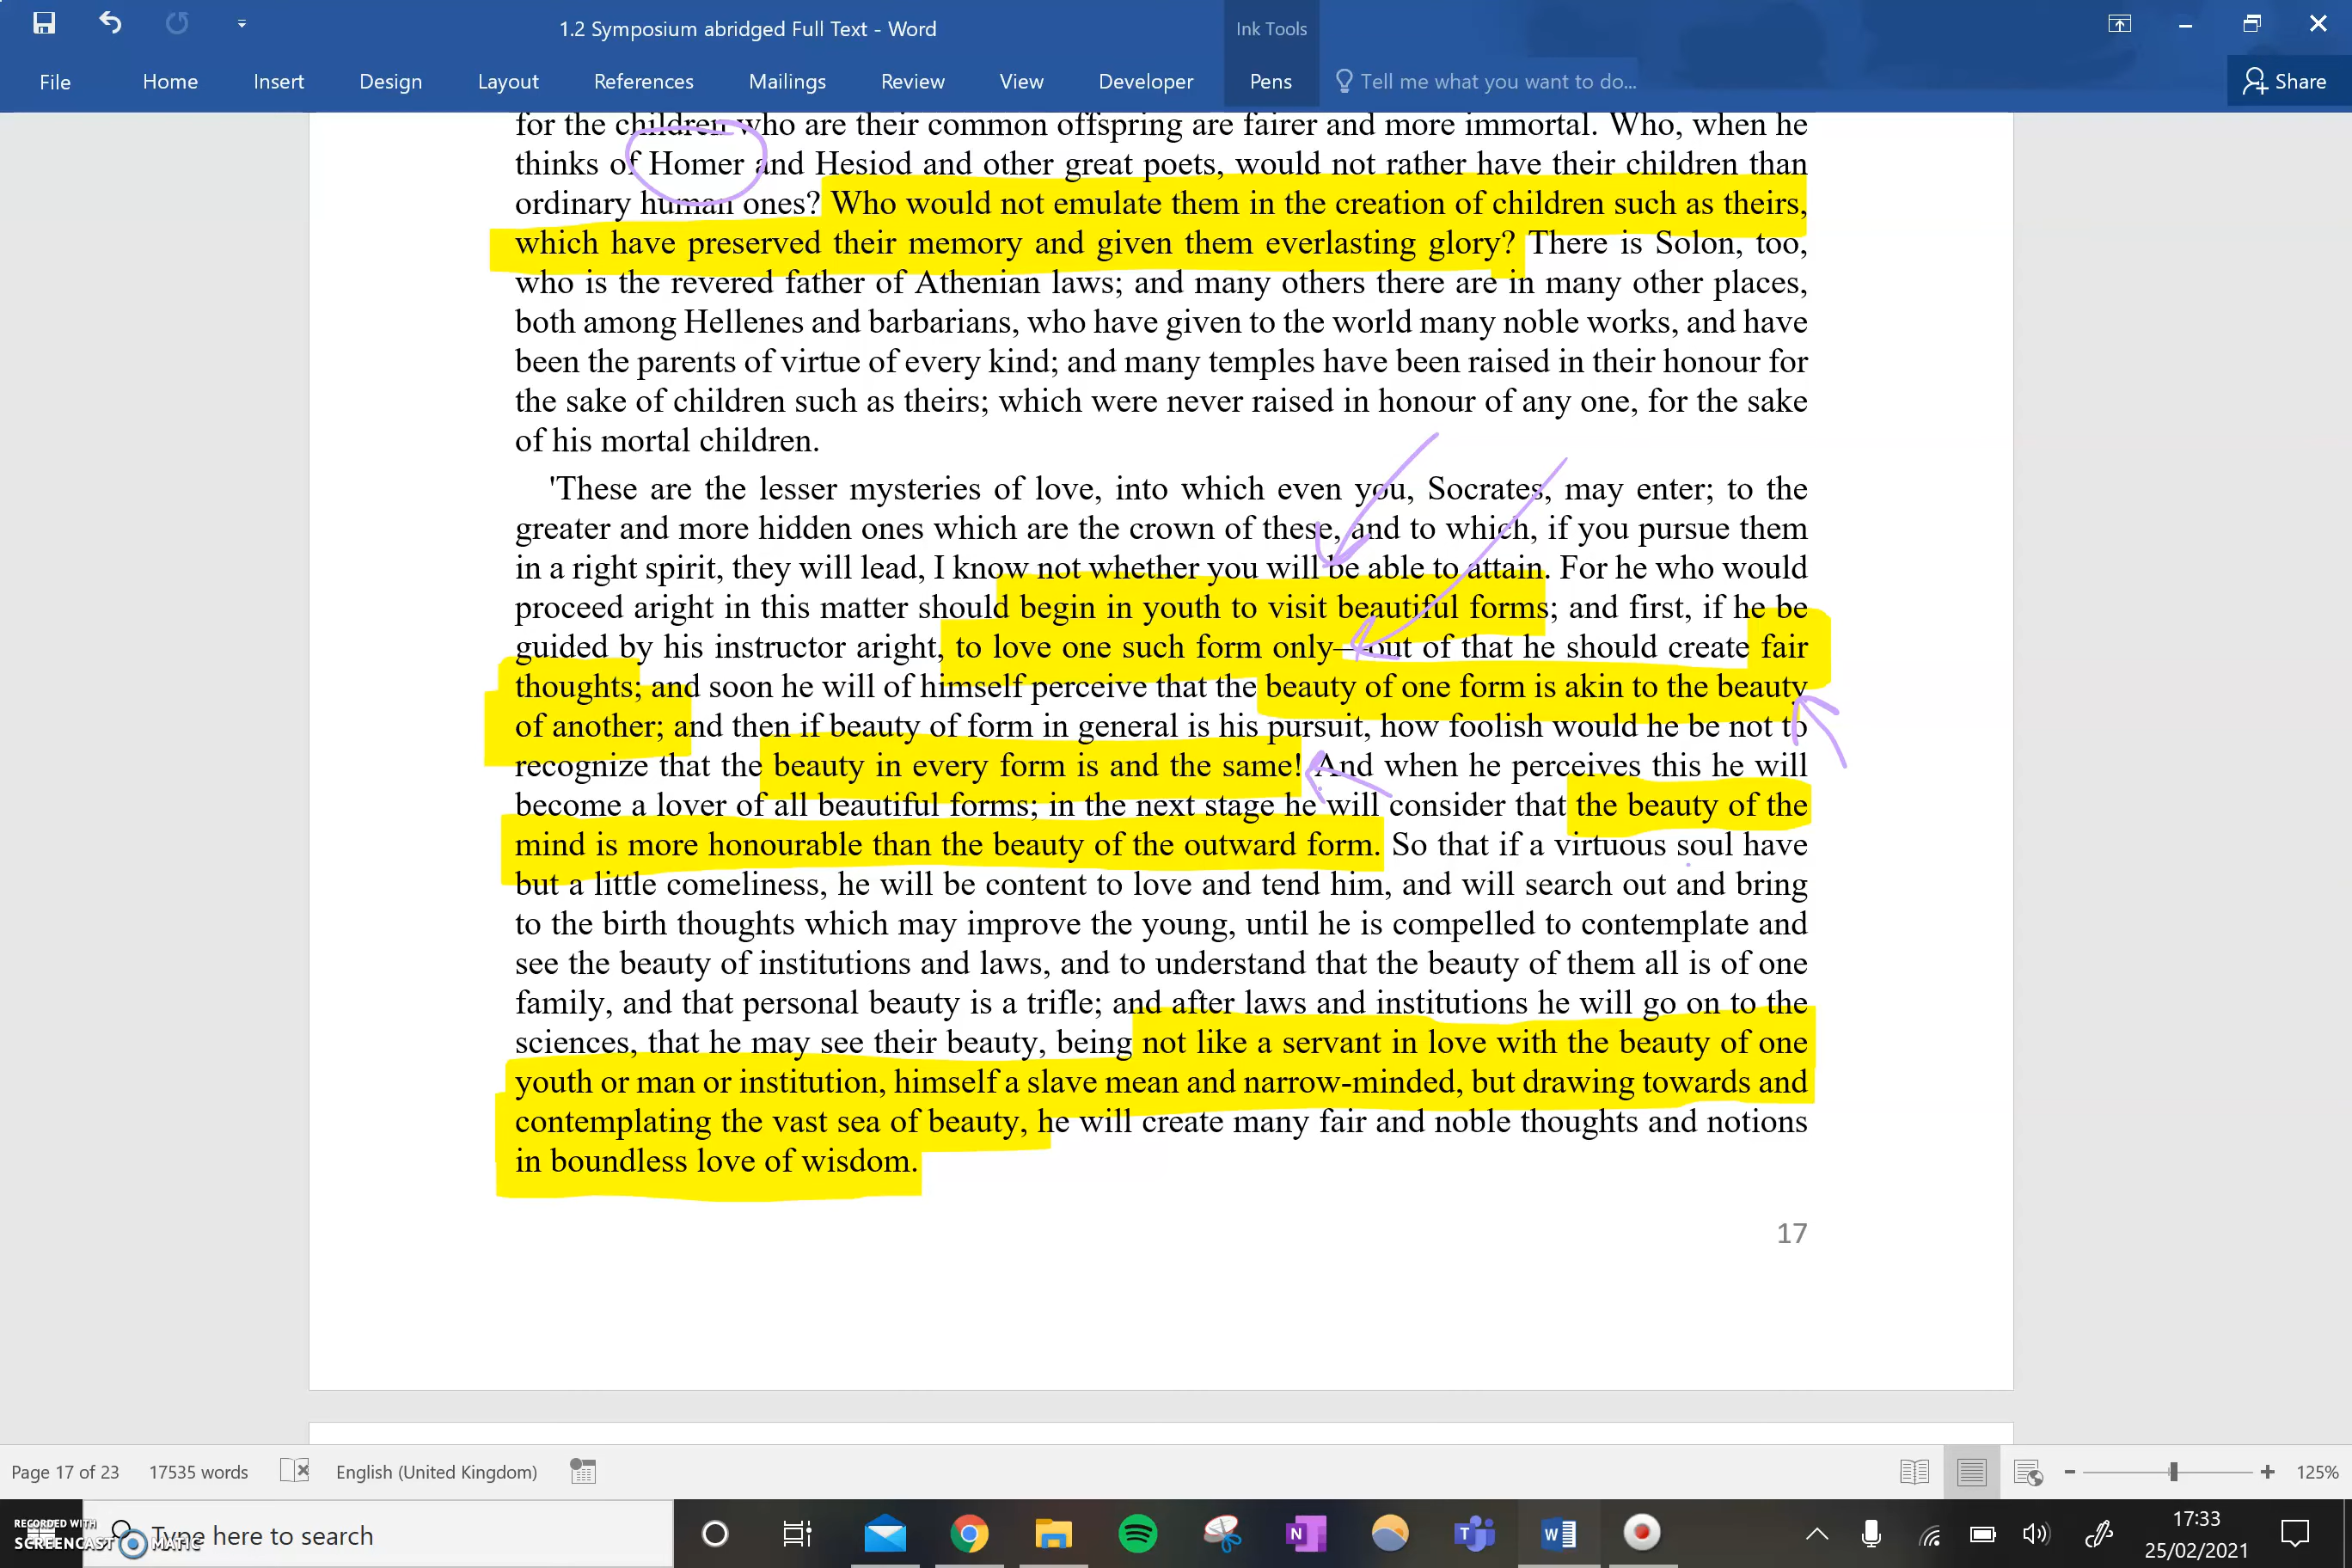 1.2 Symposium abridged Full Text - Word
Ink Tools
File Home Insert Design Layout References Mailings Review View Developer Pens Tell me what you want to do... Share
for the children who are their common offspring are fairer and more immortal. Who, when he
thinks of Homer and Hesiod and other great poets, would not rather have their children than
ordinary human ones? Who would not emulate them in the creation of children such as theirs,
which have preserved their memory and given them everlasting glory? There is Solon, too,
who is the revered father of Athenian laws; and many others there are in many other places,
both among Hellenes and barbarians, who have given to the world many noble works, and have
been the parents of virtue of every kind; and many temples have been raised in their honour for
the sake of children such as theirs; which were never raised in honour of any one, for the sake
of his mortal children.
'These are the lesser mysteries of love, into which even you, Socrates, may enter; to the
greater and more hidden ones which are the crown of these, and to which, if you pursue them
in a right spirit, they will lead, I know not whether you will be able to attain. For he who would
proceed aright in this matter should begin in youth to visit beautiful forms; and first, if he be
guided by his instructor aright, to love one such form only—out of that he should create fair
thoughts; and soon he will of himself perceive that the beauty of one form is akin to the beauty
of another; and then if beauty of form in general is his pursuit, how foolish would he be not to
recognize that the beauty in every form is and the same! And when he perceives this he will
become a lover of all beautiful forms; in the next stage he will consider that the beauty of the
mind is more honourable than the beauty of the outward form. So that if a virtuous soul have
but a little comeliness, he will be content to love and tend him, and will search out and bring
to the birth thoughts which may improve the young, until he is compelled to contemplate and
see the beauty of institutions and laws, and to understand that the beauty of them all is of one
family, and that personal beauty is a trifle; and after laws and institutions he will go on to the
sciences, that he may see their beauty, being not like a servant in love with the beauty of one
youth or man or institution, himself a slave mean and narrow-minded, but drawing towards and
contemplating the vast sea of beauty, he will create many fair and noble thoughts and notions
in boundless love of wisdom.
17
Page 17 of 23 17535 words English (United Kingdom) 125%
RECORDED WITH
SCREENCAST MATIC
Type here to search
17:33
25/02/2021